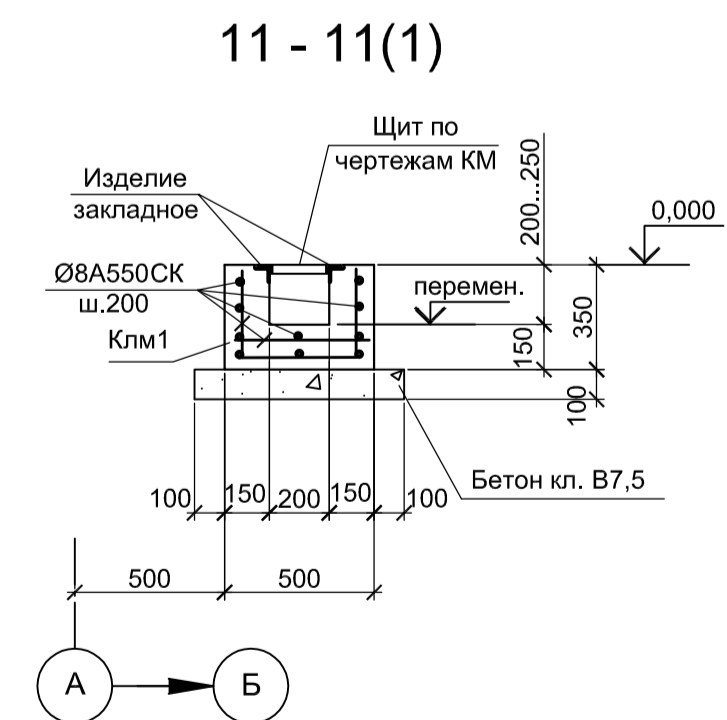 11 - 11(1)
Щит по
чертежам КМ
Изделие
закладное
200...250
0,000
Ø8А550СК
ш.200
перемен.
Клм1
150
350
100
Бетон кл. В7,5
100
150
200
150
100
500
500
А
Б